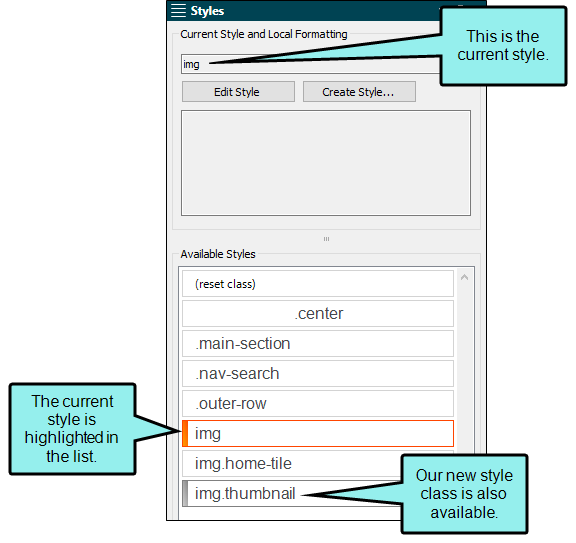 Styles
Current Style and Local Formatting
This is the
current style.
img
Edit Style
Create Style...
Available Styles
(reset class)
.center
.main-section
.nav-search
.outer-row
The current
style is
highlighted in
the list.
img
img.home-tile
img.thumbnail
Our new style
class is also
available.